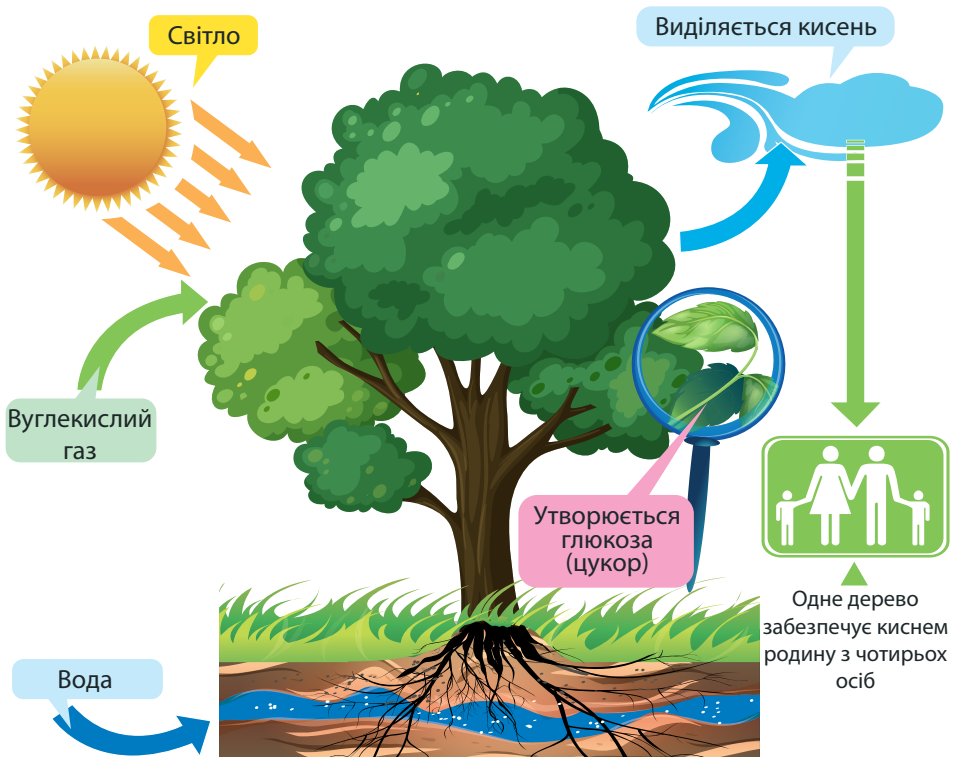 Світло
Виділяється кисень
Вуглекислий
газ
Утворюється
глюкоза
(цукор)
Одне дерево
забезпечує киснем
родину з чотирьох
осіб
Вода